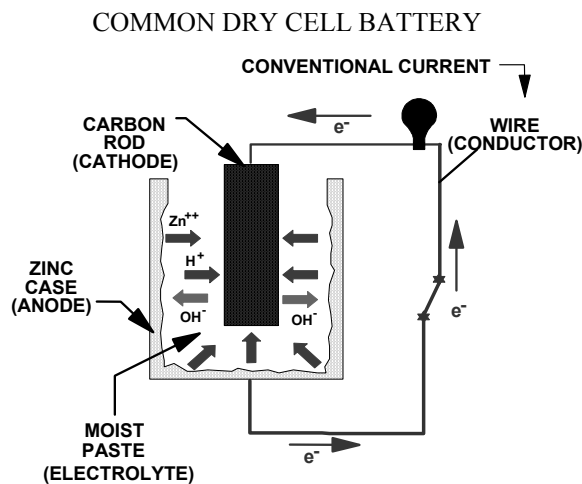 COMMON DRY CELL BATTERY
CONVENTIONAL CURRENT
e-
WIRE
(CONDUCTOR)
CARBON
ROD
(CATHODE)
Zn++
H+
OH-
OH-
ZINC
CASE
(ANODE)
e-
MOIST
PASTE
(ELECTROLYTE)
e-